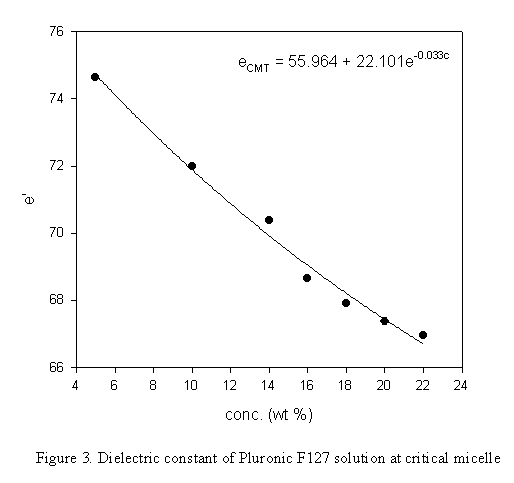 76
e_CMT = 55.964 + 22.101e^-0.033c
74
72
e'
70
68
66
4 6 8 10 12 14 16 18 20 22 24
conc. (wt %)
Figure 3. Dielectric constant of Pluronic F127 solution at critical micelle